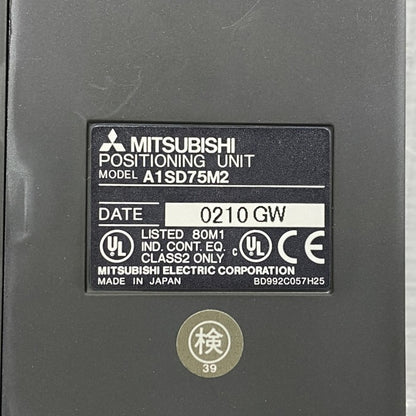 MITSUBISHI
POSITIONING UNIT
MODEL A1SD75M2
DATE 0210 GW
UL LISTED 80M1 c UL CE
IND. CONT. EQ.
CLASS2 ONLY
MITSUBISHI ELECTRIC CORPORATION
MADE IN JAPAN BD992C057H25
検
39